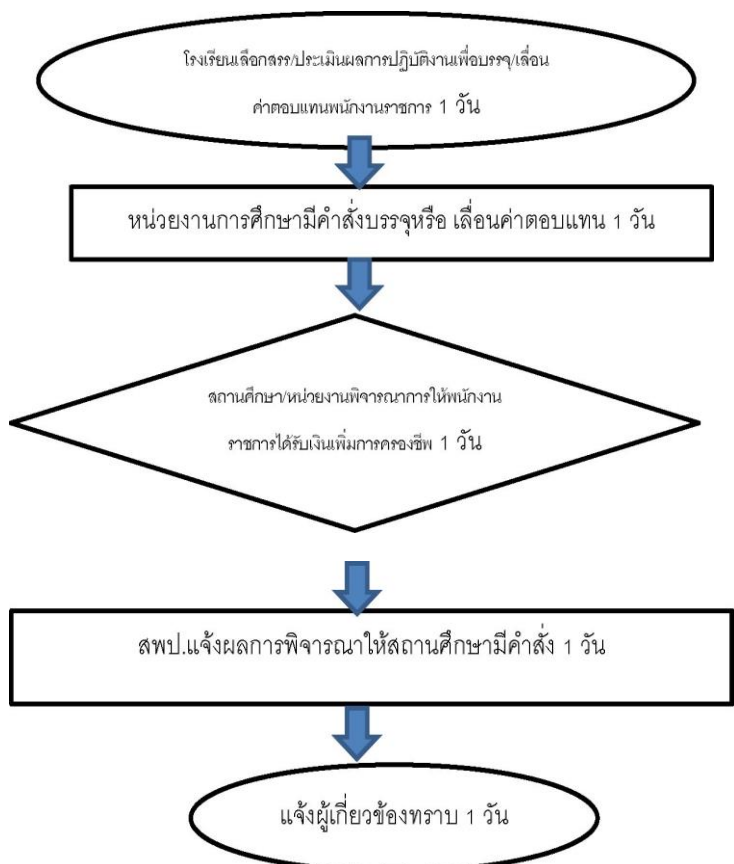 โรงเรียนเลือกสรร/ประเมินผลการปฏิบัติงานเพื่อบรรจุ/เลื่อน
ค่าตอบแทนพนักงานราชการ 1 วัน
หน่วยงานการศึกษามีคำสั่งบรรจุหรือ เลื่อนค่าตอบแทน 1 วัน
สถานศึกษา/หน่วยงานพิจารณาการให้พนักงาน
ราชการได้รับเงินเพิ่มการครองชีพ 1 วัน
สพป.แจ้งผลการพิจารณาให้สถานศึกษามีคำสั่ง 1 วัน
แจ้งผู้เกี่ยวข้องทราบ 1 วัน